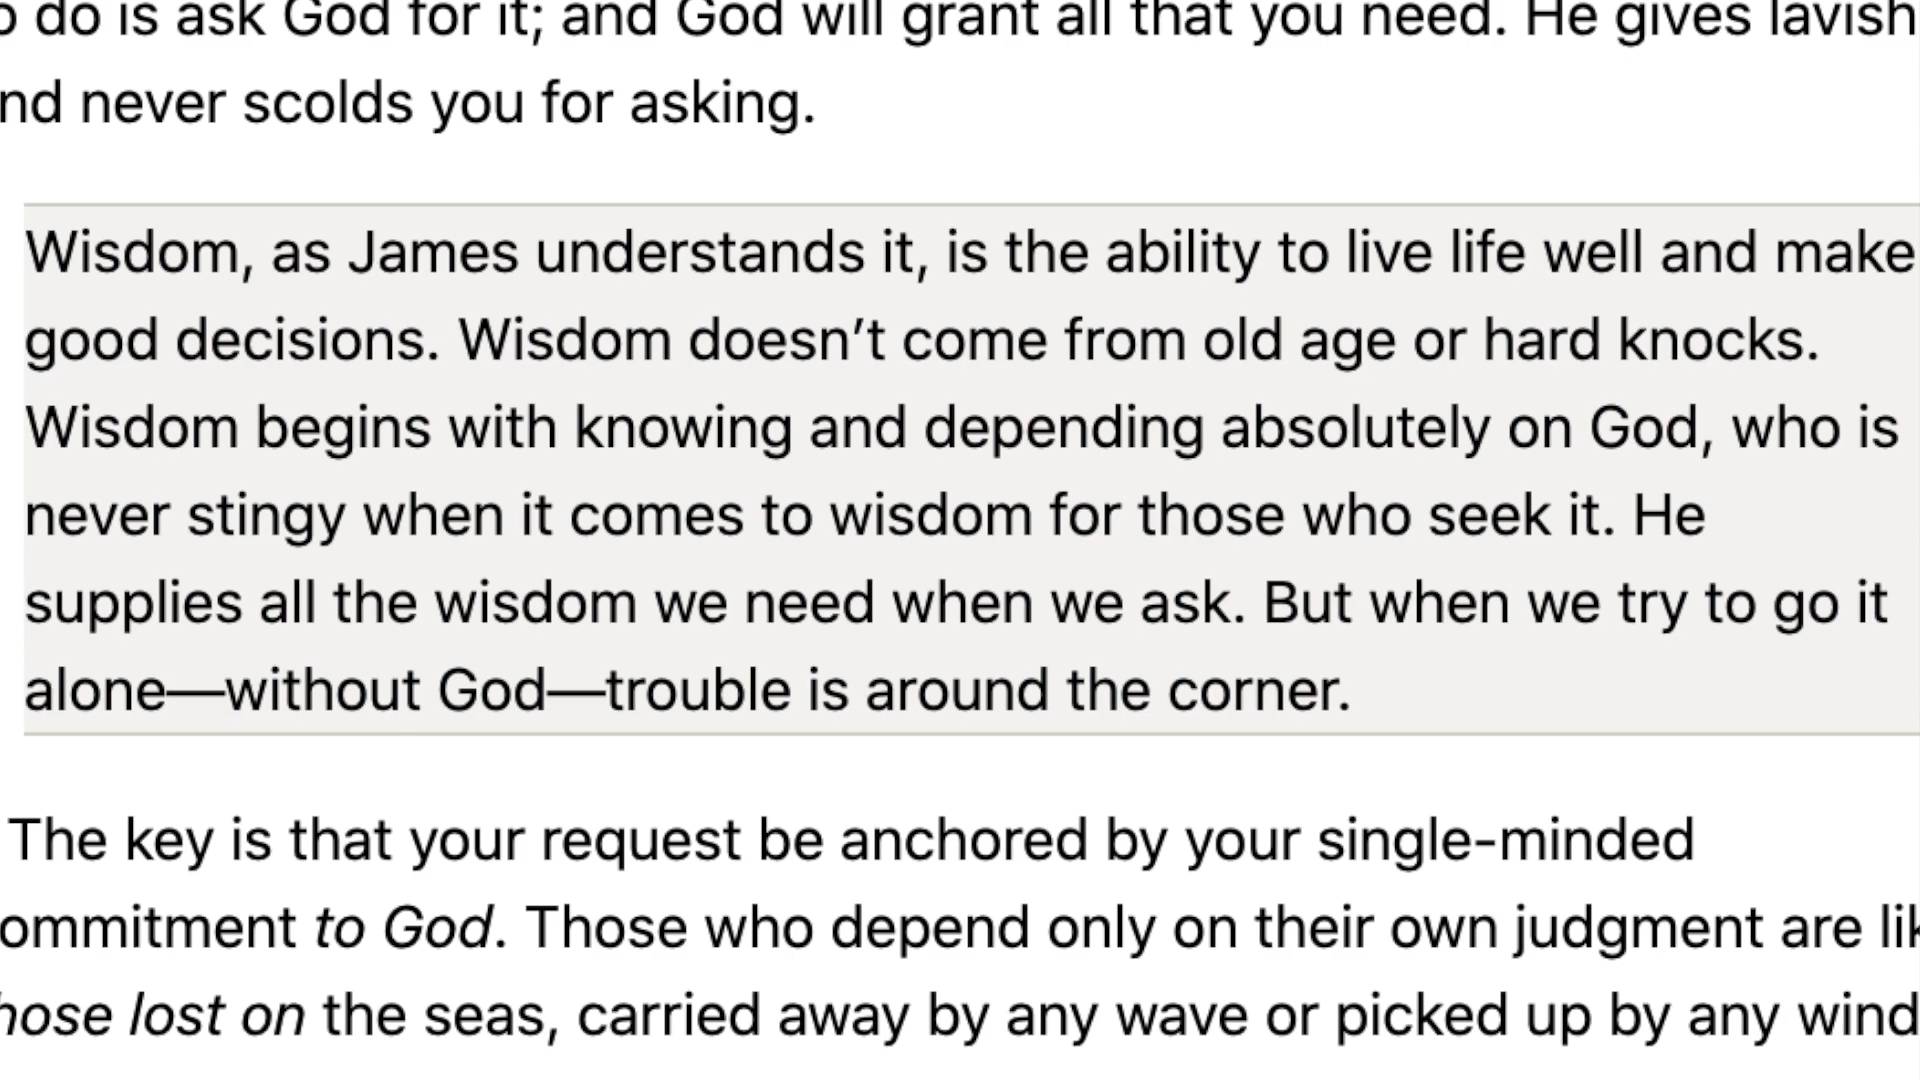 o do is ask God for it; and God will grant all that you need. He gives lavish
nd never scolds you for asking.
Wisdom, as James understands it, is the ability to live life well and make
good decisions. Wisdom doesn’t come from old age or hard knocks.
Wisdom begins with knowing and depending absolutely on God, who is
never stingy when it comes to wisdom for those who seek it. He
supplies all the wisdom we need when we ask. But when we try to go it
alone—without God—trouble is around the corner.
The key is that your request be anchored by your single-minded
ommitment to God. Those who depend only on their own judgment are lik
hose lost on the seas, carried away by any wave or picked up by any wind